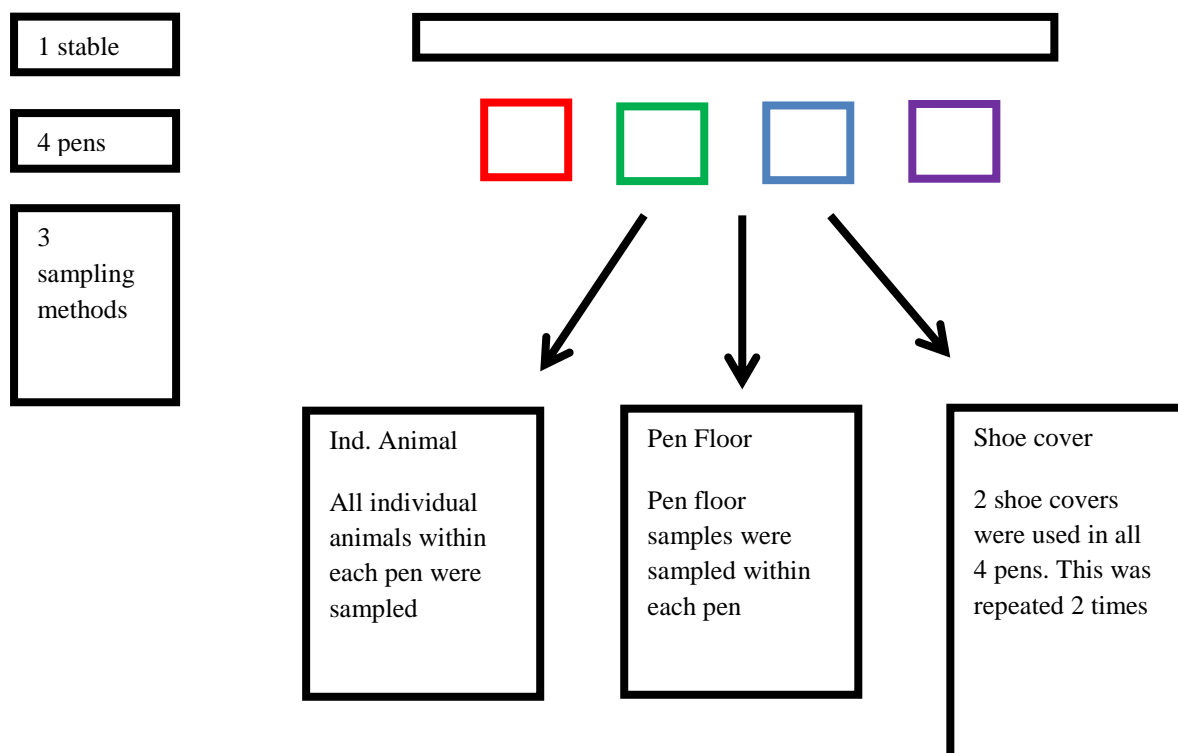 1 stable
4 pens
3
sampling
methods
Ind. Animal
All individual
animals within
each pen were
sampled
Pen Floor
Pen floor
samples were
sampled within
each pen
Shoe cover
2 shoe covers
were used in all
4 pens. This was
repeated 2 times